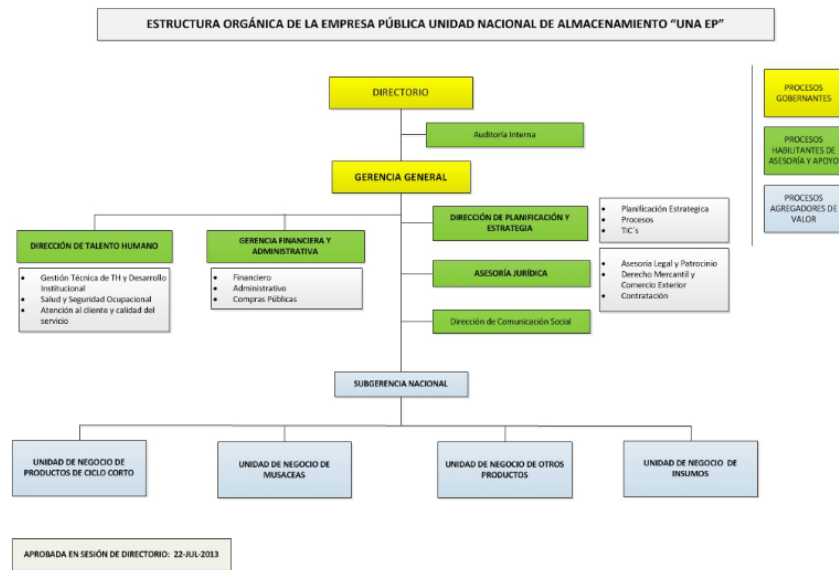 ESTRUCTURA ORGÁNICA DE LA EMPRESA PÚBLICA UNIDAD NACIONAL DE ALMACENAMIENTO “UNA EP”
DIRECTORIO
Auditoría Interna
GERENCIA GENERAL
PROCESOS
GOBERNANTES
PROCESOS
HABILITANTES DE
ASESORÍA Y APOYO
PROCESOS
AGREGADORES DE
VALOR
DIRECCIÓN DE TALENTO HUMANO
• Gestión Técnica de TH y Desarrollo
Institucional
• Salud y Seguridad Ocupacional
• Atención al cliente y calidad del
servicio
GERENCIA FINANCIERA Y
ADMINISTRATIVA
• Financiero
• Administrativo
• Compras Públicas
DIRECCIÓN DE PLANIFICACIÓN Y
ESTRATEGIA
• Planificación Estrategica
• Procesos
• TIC´s
ASESORÍA JURÍDICA
• Asesoria Legal y Patrocinio
• Derecho Mercantil y
Comercio Exterior
• Contratación
Dirección de Comunicación Social
SUBGERENCIA NACIONAL
UNIDAD DE NEGOCIO DE
PRODUCTOS DE CICLO CORTO
UNIDAD DE NEGOCIO DE
MUSACEAS
UNIDAD DE NEGOCIO DE OTROS
PRODUCTOS
UNIDAD DE NEGOCIO DE
INSUMOS
APROBADA EN SESIÓN DE DIRECTORIO: 22-JUL-2013